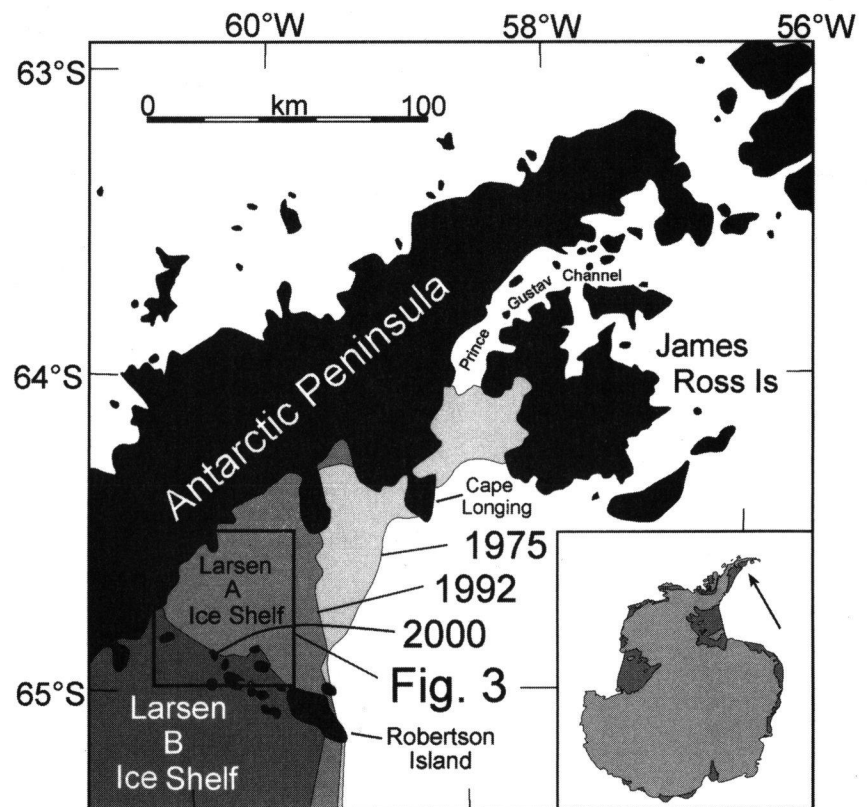 60°W 58°W 56°W
63°S
0 km 100
Antarctic Peninsula
Prince Gustav Channel
64°S
James
Ross Is
Cape
Longing
1975
Larsen
A
Ice Shelf
1992
2000
Fig. 3
65°S
Larsen
B
Ice Shelf
Robertson
Island